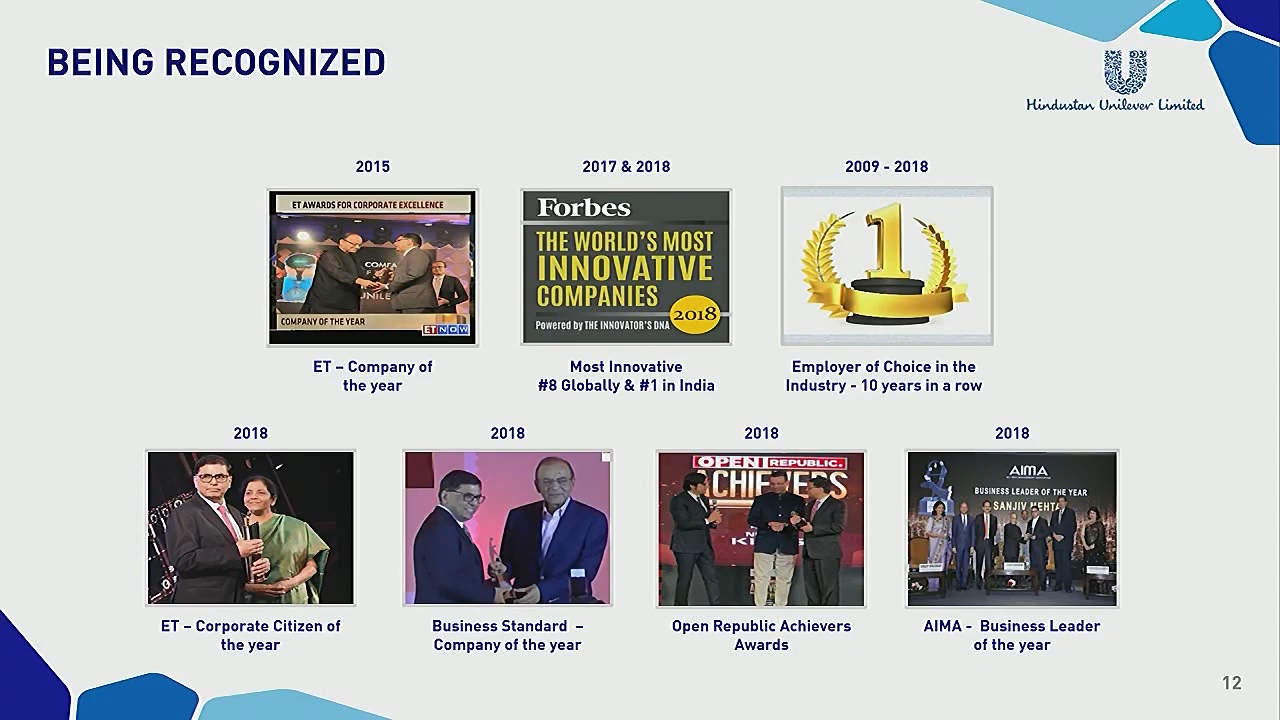 BEING RECOGNIZED
Hindustan Unilever Limited
2015
2017 & 2018
2009 - 2018
ET AWARDS FOR CORPORATE EXCELLENCE
COMPANY OF THE YEAR
ET NOW
Forbes
THE WORLD'S MOST
INNOVATIVE
COMPANIES
2018
Powered by THE INNOVATOR'S DNA
1
ET – Company of
the year
Most Innovative
#8 Globally & #1 in India
Employer of Choice in the
Industry - 10 years in a row
2018
2018
2018
2018
OPEN REPUBLIC.
ACHIEVERS
AIMA
BUSINESS LEADER OF THE YEAR
SANJIV MEHTA
ET – Corporate Citizen of
the year
Business Standard –
Company of the year
Open Republic Achievers
Awards
AIMA - Business Leader
of the year
12